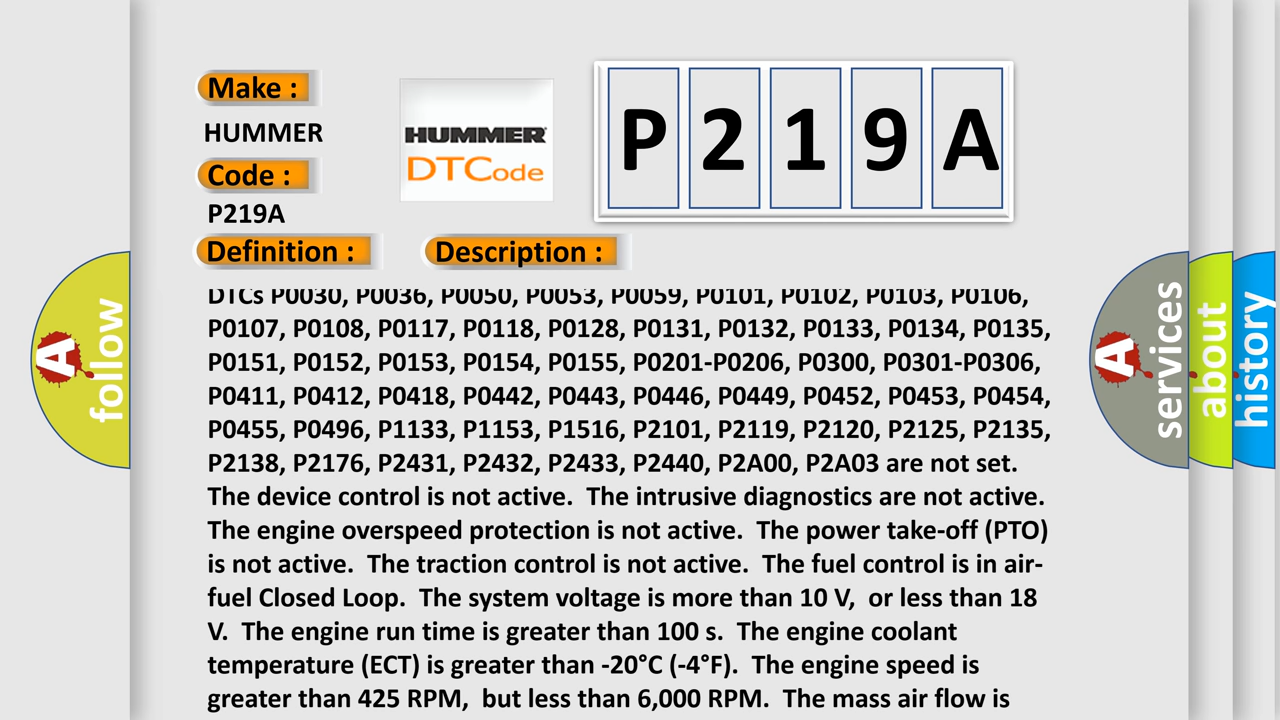 Make :
HUMMER
Code :
P219A
HUMMER
DTCode
P219A
Definition :
Description :
DTCs P0030, P0036, P0050, P0053, P0059, P0101, P0102, P0103, P0106,
P0107, P0108, P0117, P0118, P0128, P0131, P0132, P0133, P0134, P0135,
P0151, P0152, P0153, P0154, P0155, P0201-P0206, P0300, P0301-P0306,
P0411, P0412, P0418, P0442, P0443, P0446, P0449, P0452, P0453, P0454,
P0455, P0496, P1133, P1153, P1516, P2101, P2119, P2120, P2125, P2135,
P2138, P2176, P2431, P2432, P2433, P2440, P2A00, P2A03 are not set.
The device control is not active.  The intrusive diagnostics are not active.
The engine overspeed protection is not active.  The power take-off (PTO)
is not active.  The traction control is not active.  The fuel control is in air-
fuel Closed Loop.  The system voltage is more than 10 V,  or less than 18
V.  The engine run time is greater than 100 s.  The engine coolant
temperature (ECT) is greater than -20°C (-4°F).  The engine speed is
greater than 425 RPM,  but less than 6,000 RPM.  The mass air flow is
A
follow
A
services
about
history